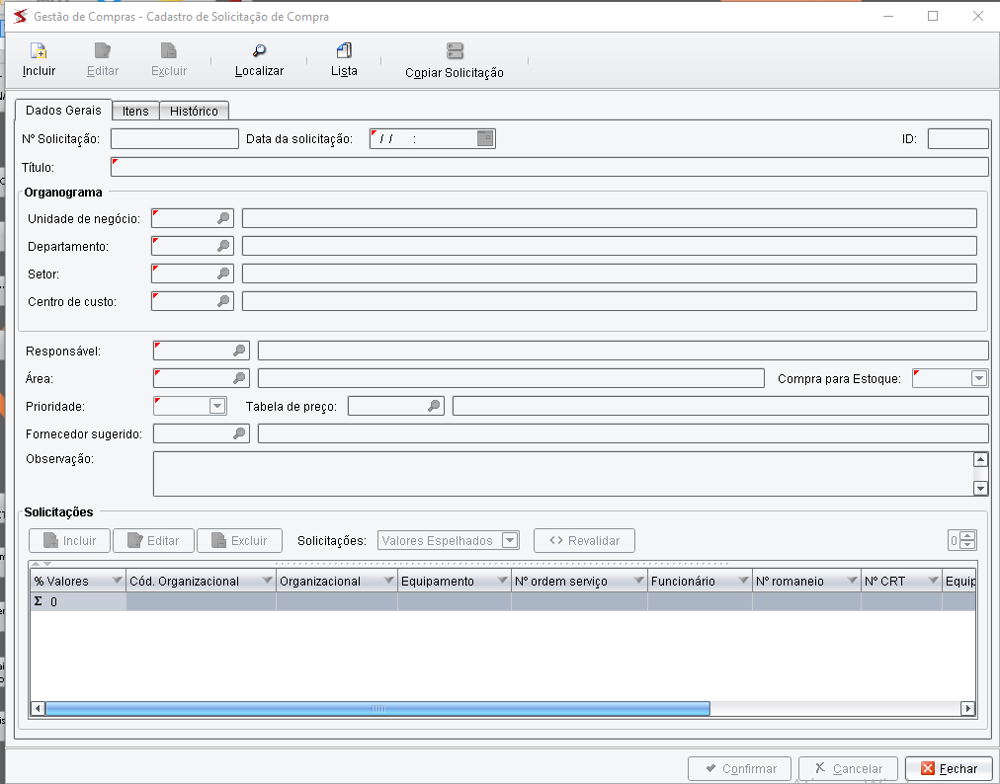 Gestão de Compras - Cadastro de Solicitação de Compra
Incluir Editar Excluir Localizar Lista Copiar Solicitação
Dados Gerais Itens Histórico
Nº Solicitação: Data da solicitação: / / : ID:
Título:
Organograma
Unidade de negócio:
Departamento:
Setor:
Centro de custo:
Responsável:
Área: Compra para Estoque:
Prioridade: Tabela de preço:
Fornecedor sugerido:
Observação:
Solicitações
Incluir Editar Excluir Solicitações: Valores Espelhados <> Revalidar 0
% Valores Cód. Organizacional Organizacional Equipamento Nº ordem serviço Funcionário Nº romaneio Nº CRT Equip
Σ 0
Confirmar Cancelar Fechar